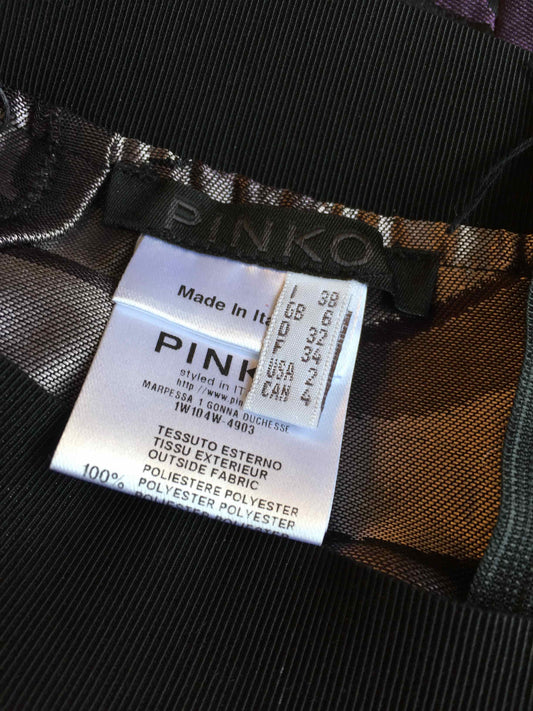 PINKO
Made In
I 38
GB 6
D 32
F 34
USA 2
CAN 4
PINK
styled in IT
http://www.pin
MARPESSA 1 GONNA DUCHESSE
1W104W-4903
TESSUTO ESTERNO
TISSU EXTERIEUR
OUTSIDE FABRIC
100% POLIESTERE POLYESTER
POLYESTER POLYESTER